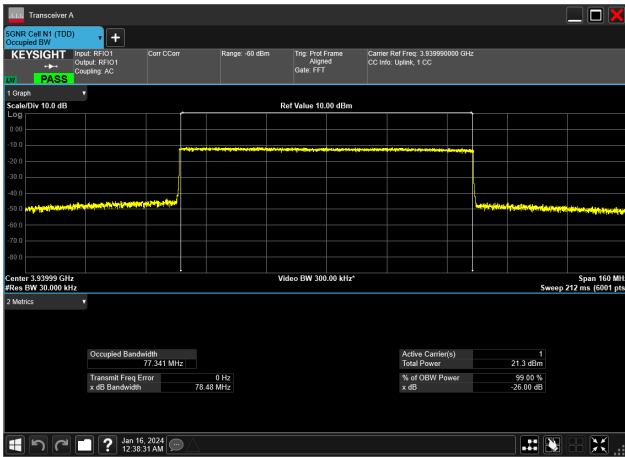 Transceiver A
5GNR Cell N1 (TDD)
Occupied BW
KEYSIGHT
Input: RFIO1
Output: RFIO1
Coupling: AC
Corr CCorr
Range: -60 dBm
Trig: Prot Frame
Aligned
Gate: FFT
Carrier Ref Freq: 3.939990000 GHz
CC Info: Uplink, 1 CC
PASS
1 Graph
Scale/Div 10.0 dB
Ref Value 10.00 dBm
Log
0.00
-10.0
-20.0
-30.0
-40.0
-50.0
-60.0
-70.0
-80.0
Center 3.93999 GHz
Video BW 300.00 kHz*
Span 160 MHz
#Res BW 30.000 kHz
Sweep 212 ms (6001 pts)
2 Metrics
Occupied Bandwidth
77.341 MHz
Transmit Freq Error 0 Hz
x dB Bandwidth 78.48 MHz
Active Carrier(s) 1
Total Power 21.3 dBm
% of OBW Power 99.00 %
x dB -26.00 dB
Jan 16, 2024
12:38:31 AM